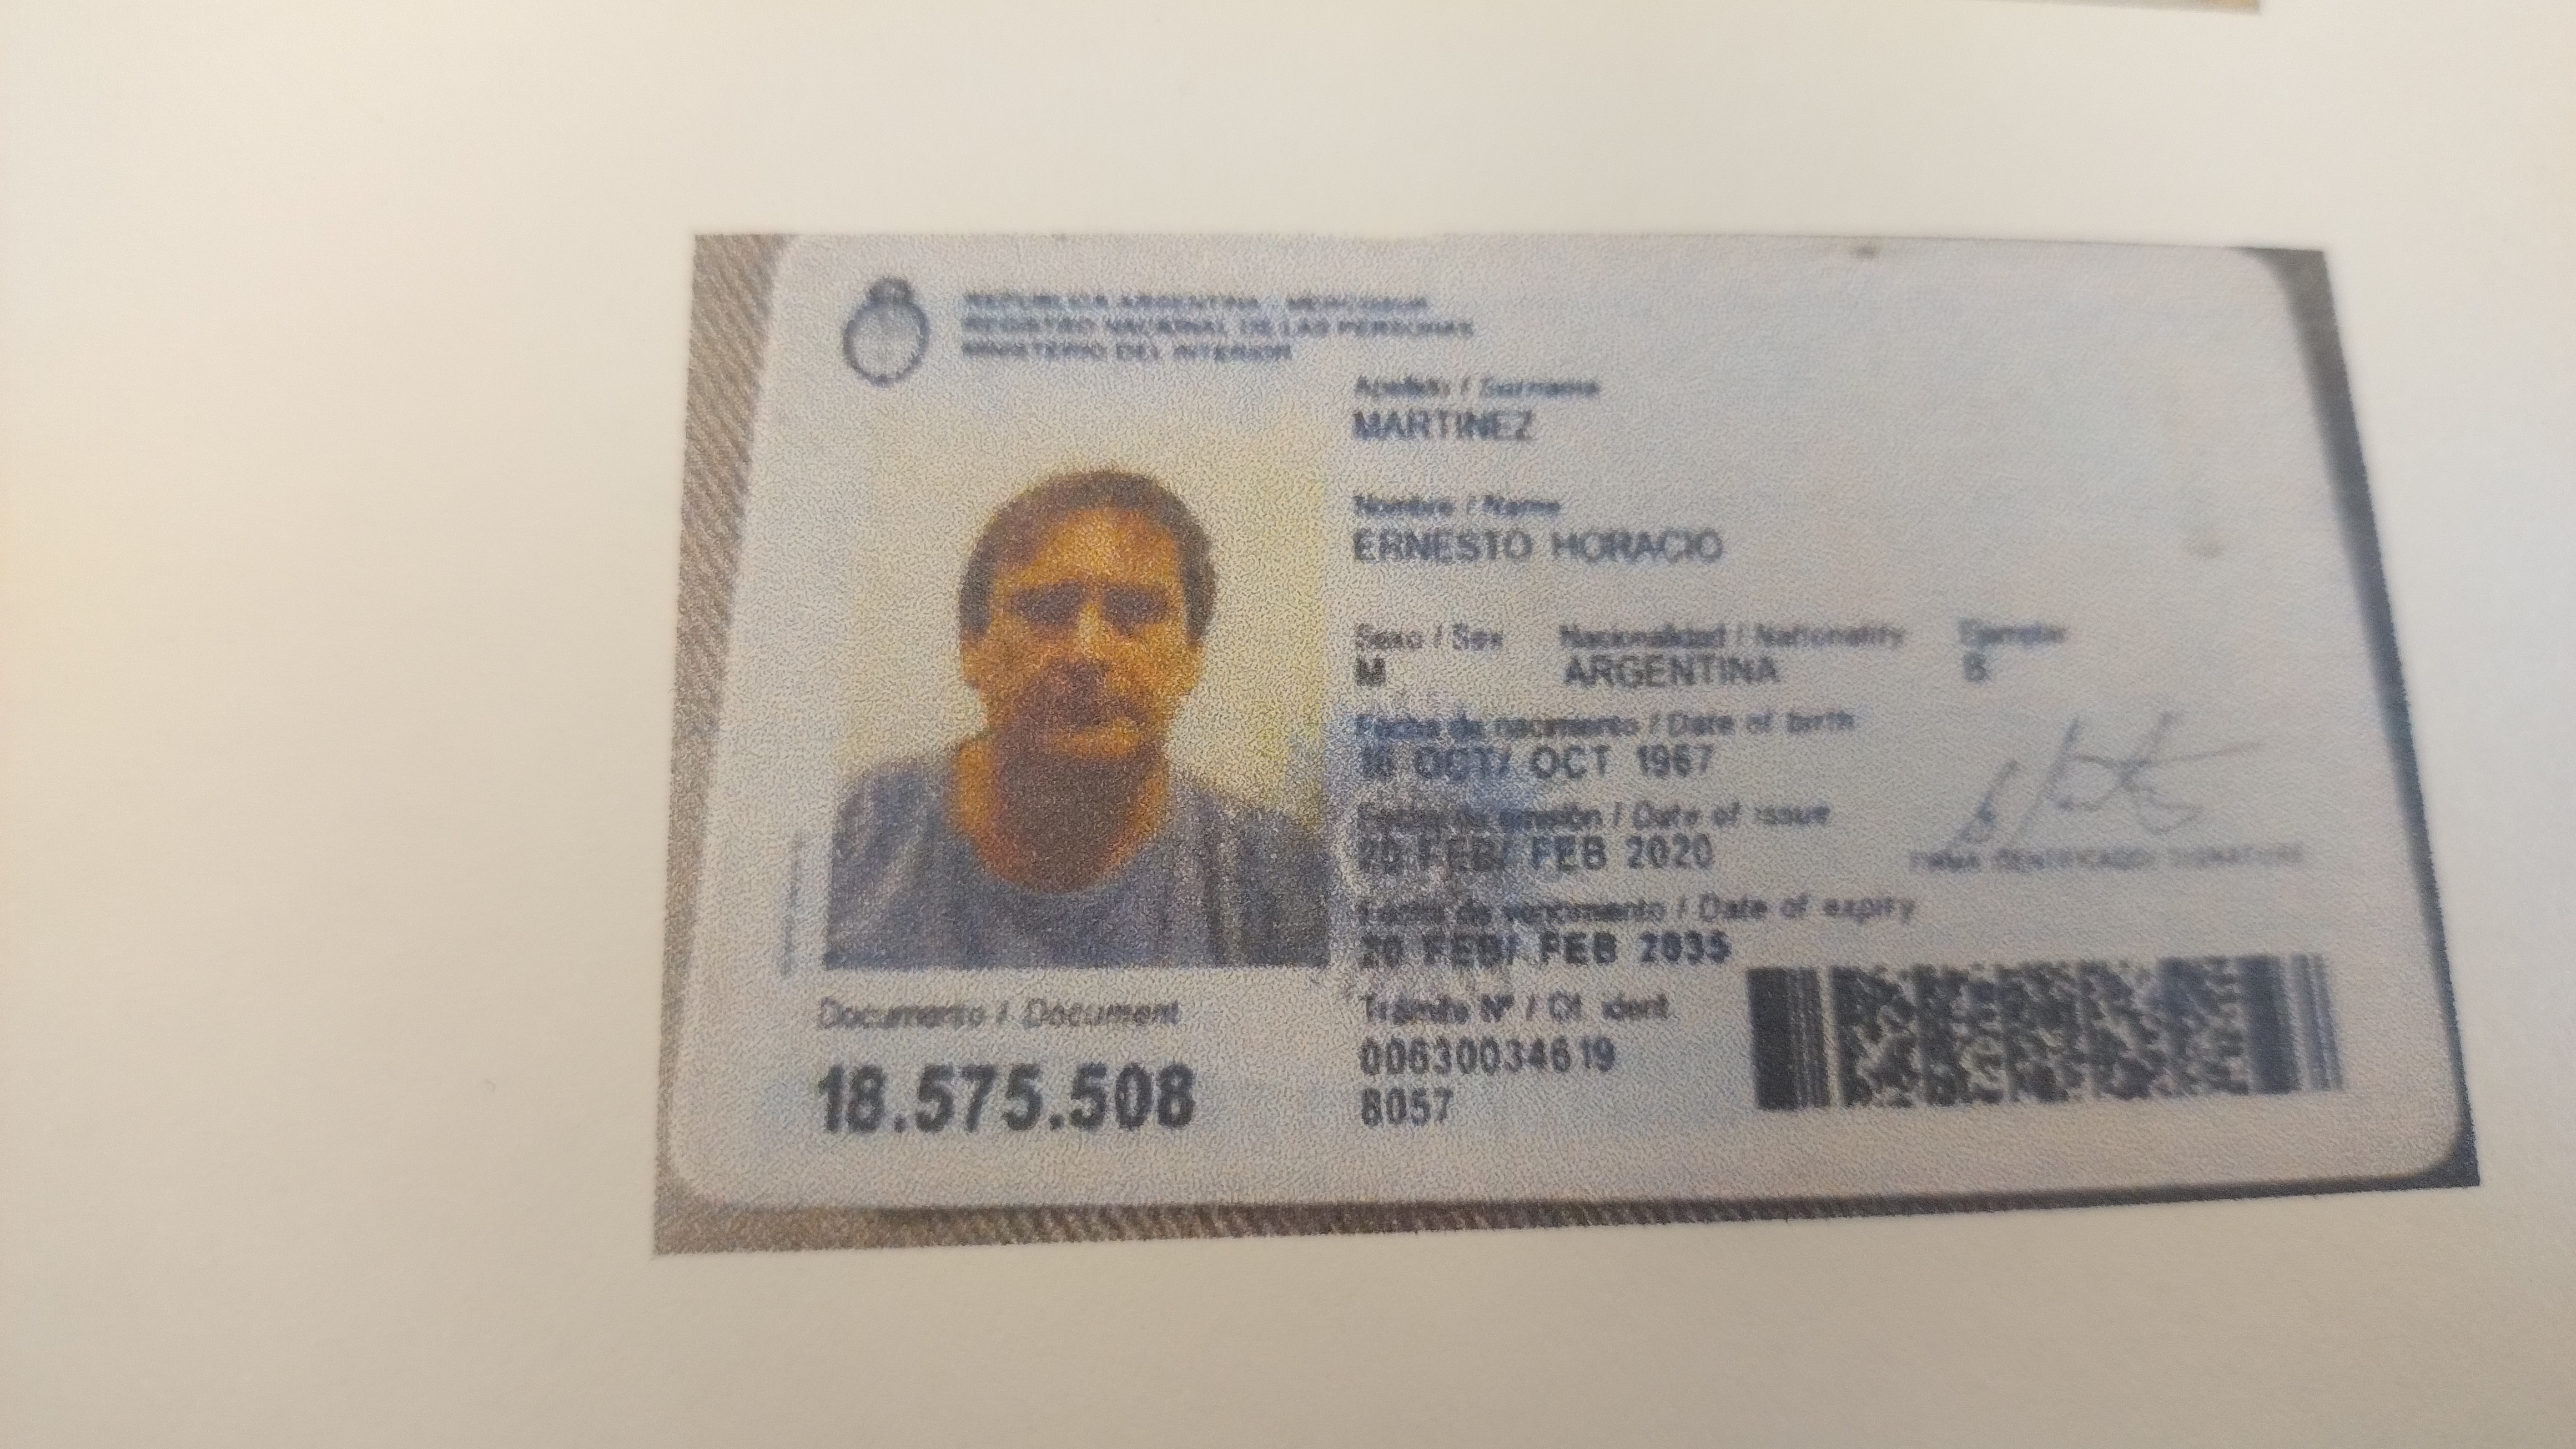 REPUBLICA ARGENTINA - MERCOSUR
REGISTRO NACIONAL DE LAS PERSONAS
MINISTERIO DEL INTERIOR
Apellido / Surname
MARTINEZ
Nombre / Name
ERNESTO HORACIO
Sexo / Sex Nacionalidad / Nationality Ejemplar
M ARGENTINA B
Fecha de nacimiento / Date of birth
OCT/ OCT 1967
Fecha de emisión / Date of issue
20 FEB/ FEB 2020
Fecha de vencimiento / Date of expiry
20 FEB/ FEB 2035
FIRMA IDENTIFICADO/ SIGNATURE
Documento / Document
18.575.508
Trámite Nº / Of. ident.
00630034619
8057